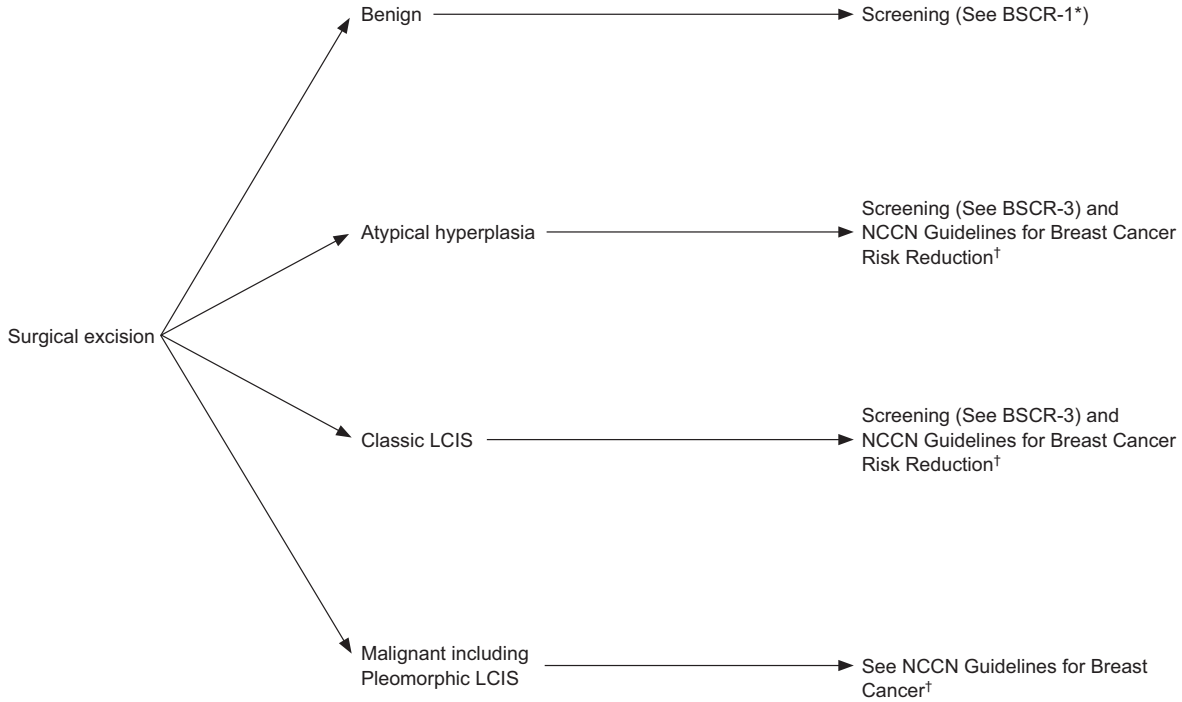 Benign
Screening (See BSCR-1*)
Atypical hyperplasia
Screening (See BSCR-3) and
NCCN Guidelines for Breast Cancer
Risk Reduction†
Surgical excision
Classic LCIS
Screening (See BSCR-3) and
NCCN Guidelines for Breast Cancer
Risk Reduction†
Malignant including
Pleomorphic LCIS
See NCCN Guidelines for Breast
Cancer†